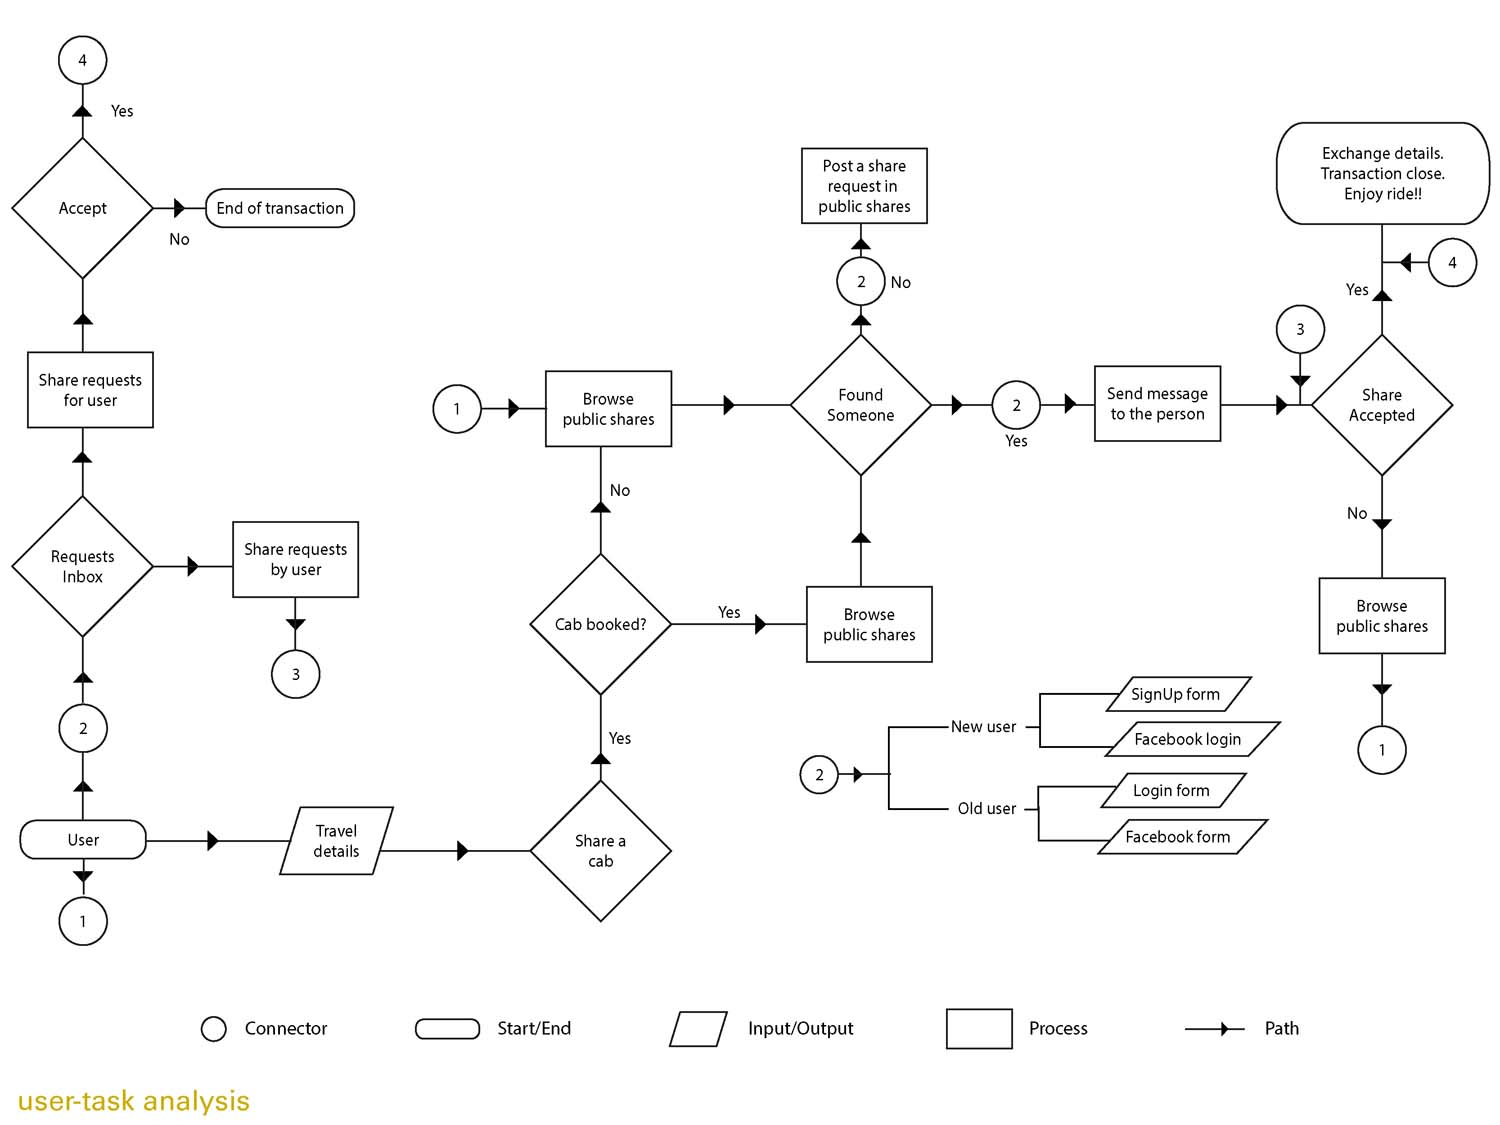 4
Yes
Accept
End of transaction
No
Share requests
for user
Requests
Inbox
Share requests
by user
3
2
User
1
Travel
details
Share a
cab
Yes
Cab booked?
No
Yes
1
Browse
public shares
Browse
public shares
Found
Someone
2
No
Post a share
request in
public shares
2
Yes
Send message
to the person
3
Share
Accepted
Yes
4
Exchange details.
Transaction close.
Enjoy ride!!
No
Browse
public shares
1
2
New user
SignUp form
Facebook login
Old user
Login form
Facebook form
Connector
Start/End
Input/Output
Process
Path
user-task analysis